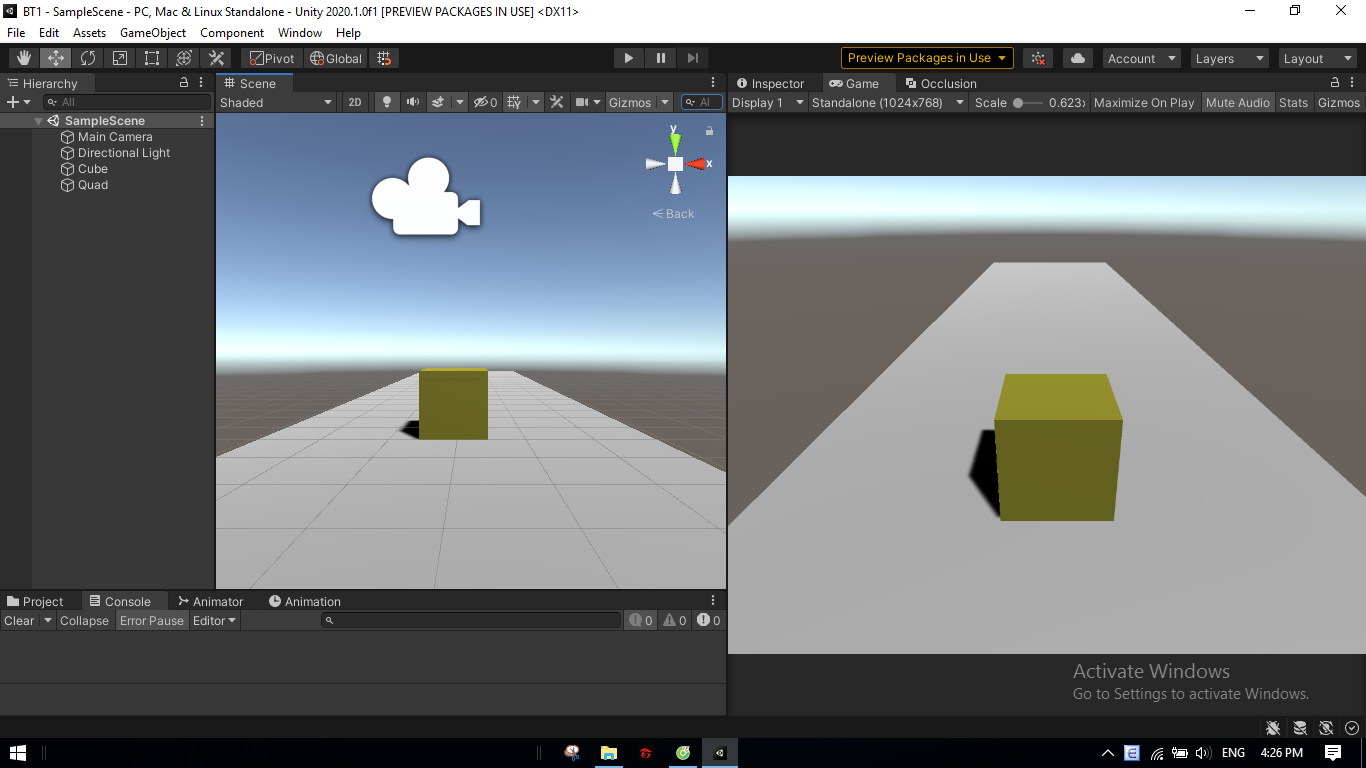 BT1 - SampleScene - PC, Mac & Linux Standalone - Unity 2020.1.0f1 [PREVIEW PACKAGES IN USE] <DX11>
File Edit Assets GameObject Component Window Help
Pivot Global Preview Packages in Use Account Layers Layout
Hierarchy Scene Inspector Game Occlusion
All Shaded 2D 0 Gizmos Al Display 1 Standalone (1024x768) Scale 0.623x Maximize On Play Mute Audio Stats Gizmos
SampleScene
Main Camera
Directional Light
Cube
Quad
y
x
Back
Project Console Animator Animation
Clear Collapse Error Pause Editor 0 0 0
Activate Windows
Go to Settings to activate Windows.
ENG 4:26 PM